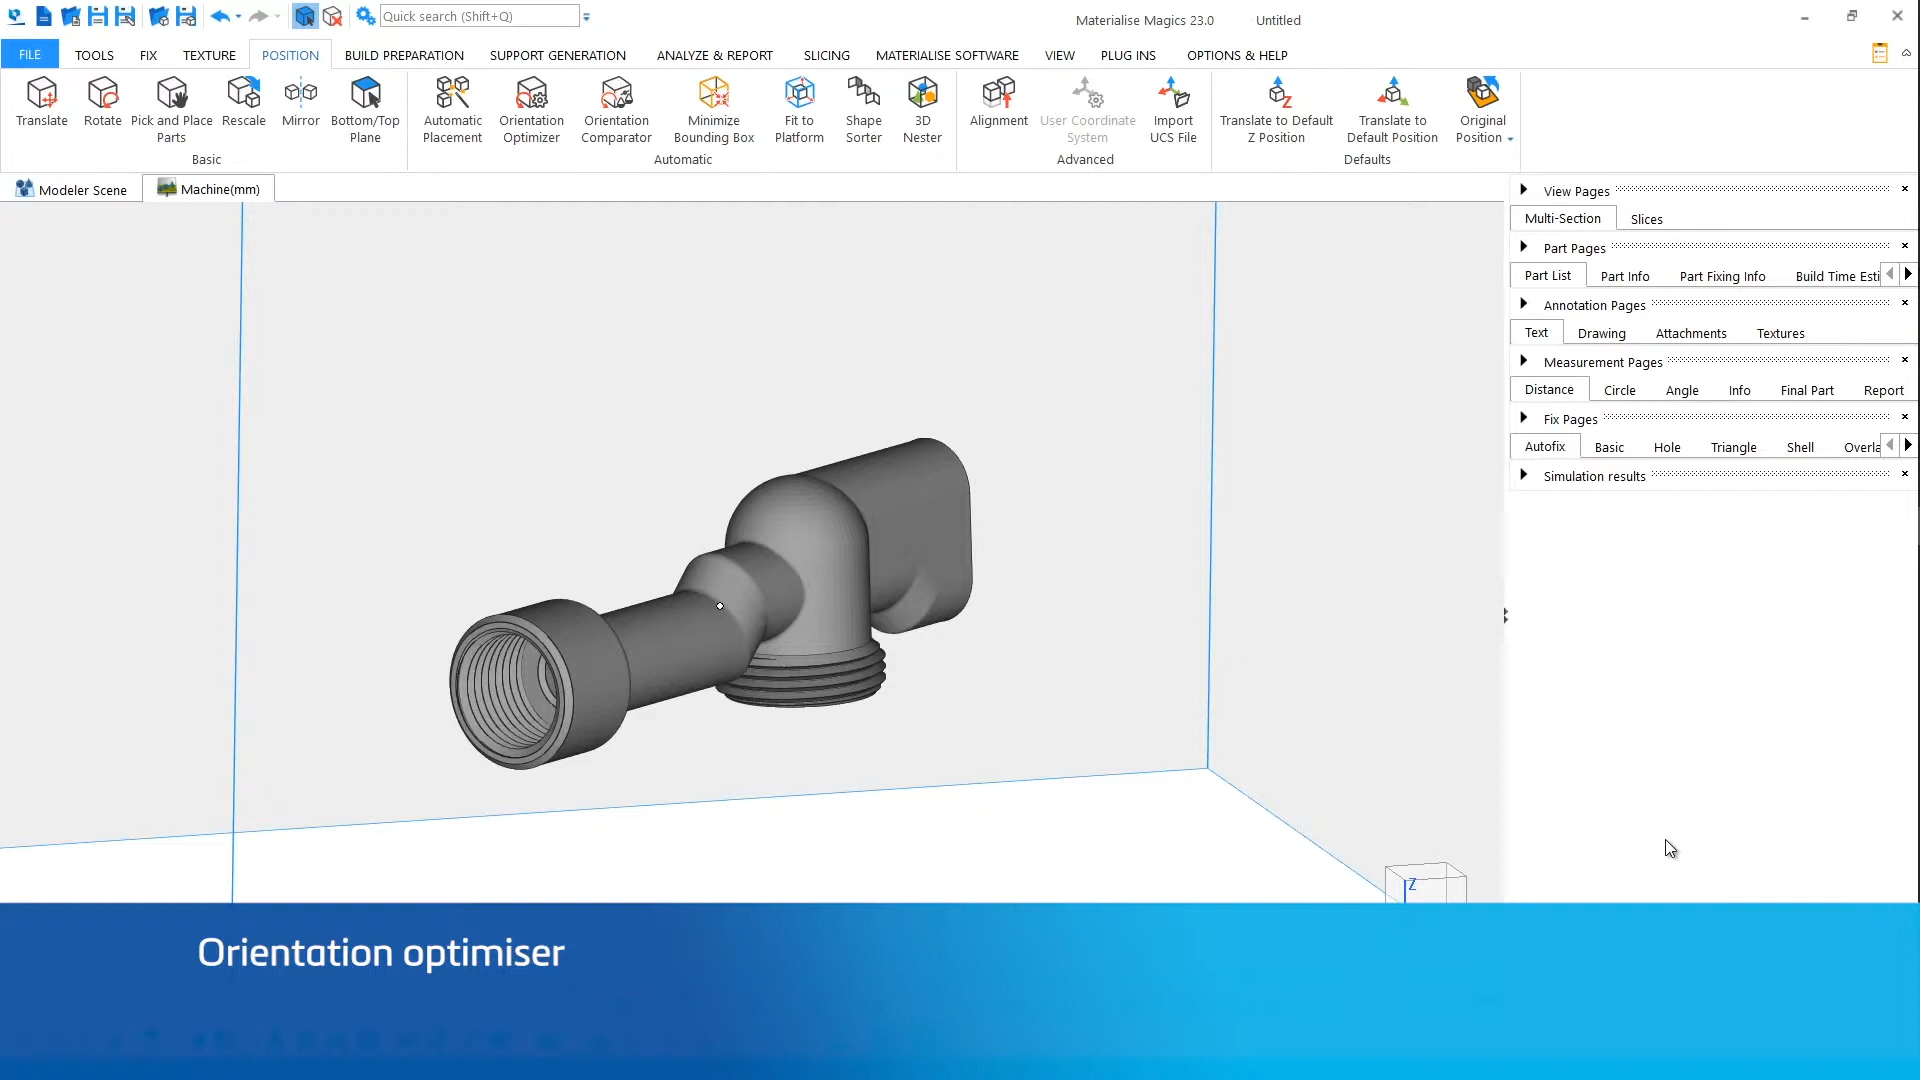 Quick search (Shift+Q)
Materialise Magics 23.0 - Untitled
FILE TOOLS FIX TEXTURE POSITION BUILD PREPARATION SUPPORT GENERATION ANALYZE & REPORT SLICING MATERIALISE SOFTWARE VIEW PLUG INS OPTIONS & HELP
Translate Rotate Pick and Place Rescale Mirror Bottom/Top Automatic Orientation Orientation Minimize Fit to Shape 3D Alignment User Coordinate Import Translate to Default Translate to Original
Parts Plane Placement Optimizer Comparator Bounding Box Platform Sorter Nester System UCS File Z Position Default Position Position
Basic Automatic Advanced Defaults
Modeler Scene Machine(mm)
View Pages
Multi-Section Slices
Part Pages
Part List Part Info Part Fixing Info Build Time Esti
Annotation Pages
Text Drawing Attachments Textures
Measurement Pages
Distance Circle Angle Info Final Part Report
Fix Pages
Autofix Basic Hole Triangle Shell Overla
Simulation results
Z
Orientation optimiser